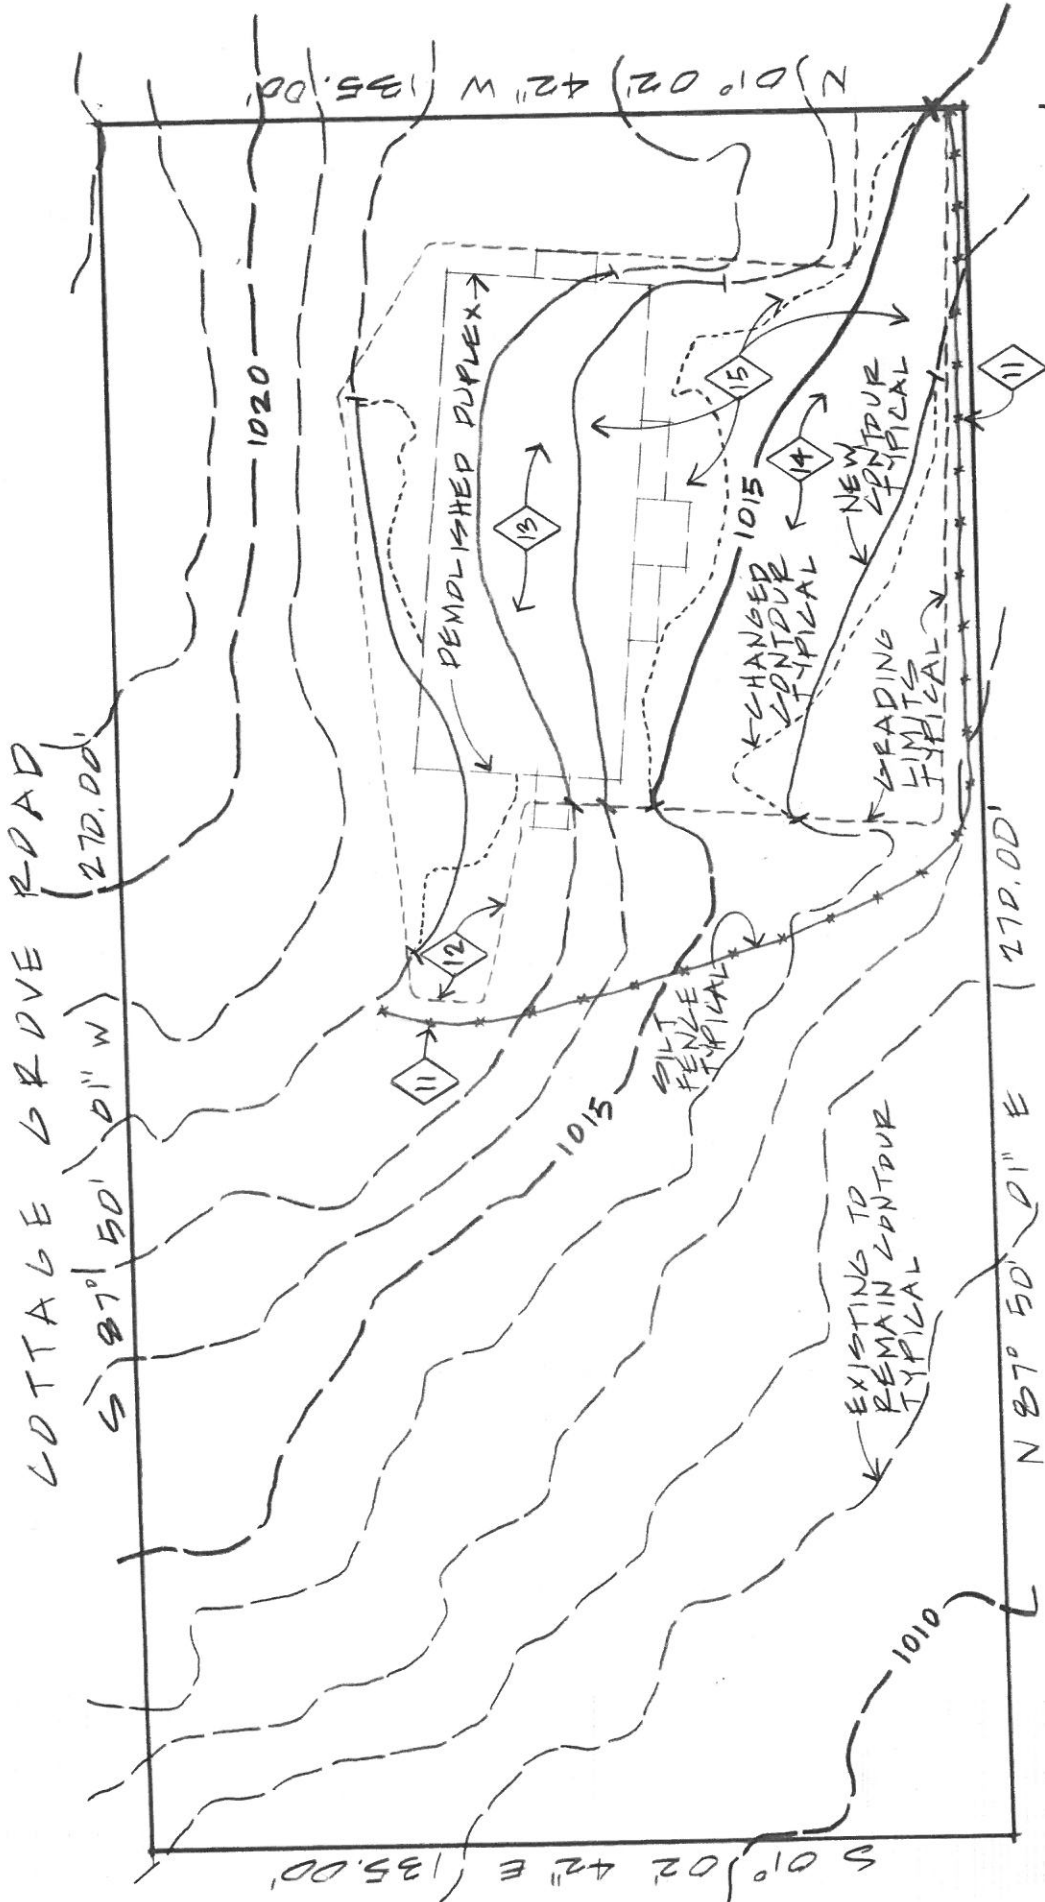 COTTAGE GROVE ROAD
S 87° 50' 01" W
270.00'
N 01° 02' 42" W
135.00'
1020
DEMOLISHED DUPLEX
13
15
12
11
1015
14
CHANGED
CONTOUR
TYPICAL
NEW
CONTOUR
TYPICAL
GRADING
LIMITS
TYPICAL
11
SILT
FENCE
TYPICAL
1015
EXISTING TO
REMAIN CONTOUR
TYPICAL
1010
S 01° 02' 42" E
135.00'
N 87° 50' 01" E
270.00'